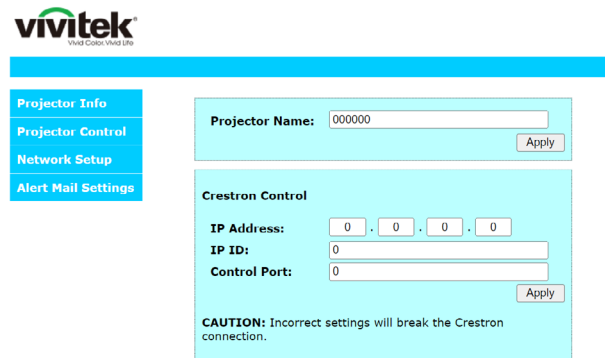 vivitek®
Vivid Color, Vivid Life
Projector Info
Projector Control
Network Setup
Alert Mail Settings
Projector Name: 000000
Apply
Crestron Control
IP Address: 0 . 0 . 0 . 0
IP ID: 0
Control Port: 0
Apply
CAUTION: Incorrect settings will break the Crestron
connection.